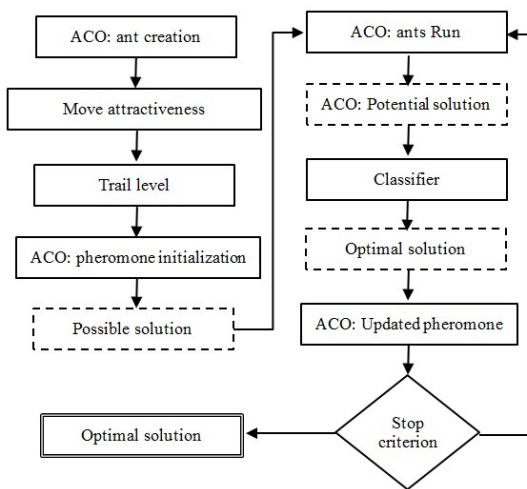 ACO: ant creation
Move attractiveness
Trail level
ACO: pheromone initialization
Possible solution
ACO: ants Run
ACO: Potential solution
Classifier
Optimal solution
ACO: Updated pheromone
Stop
criterion
Optimal solution